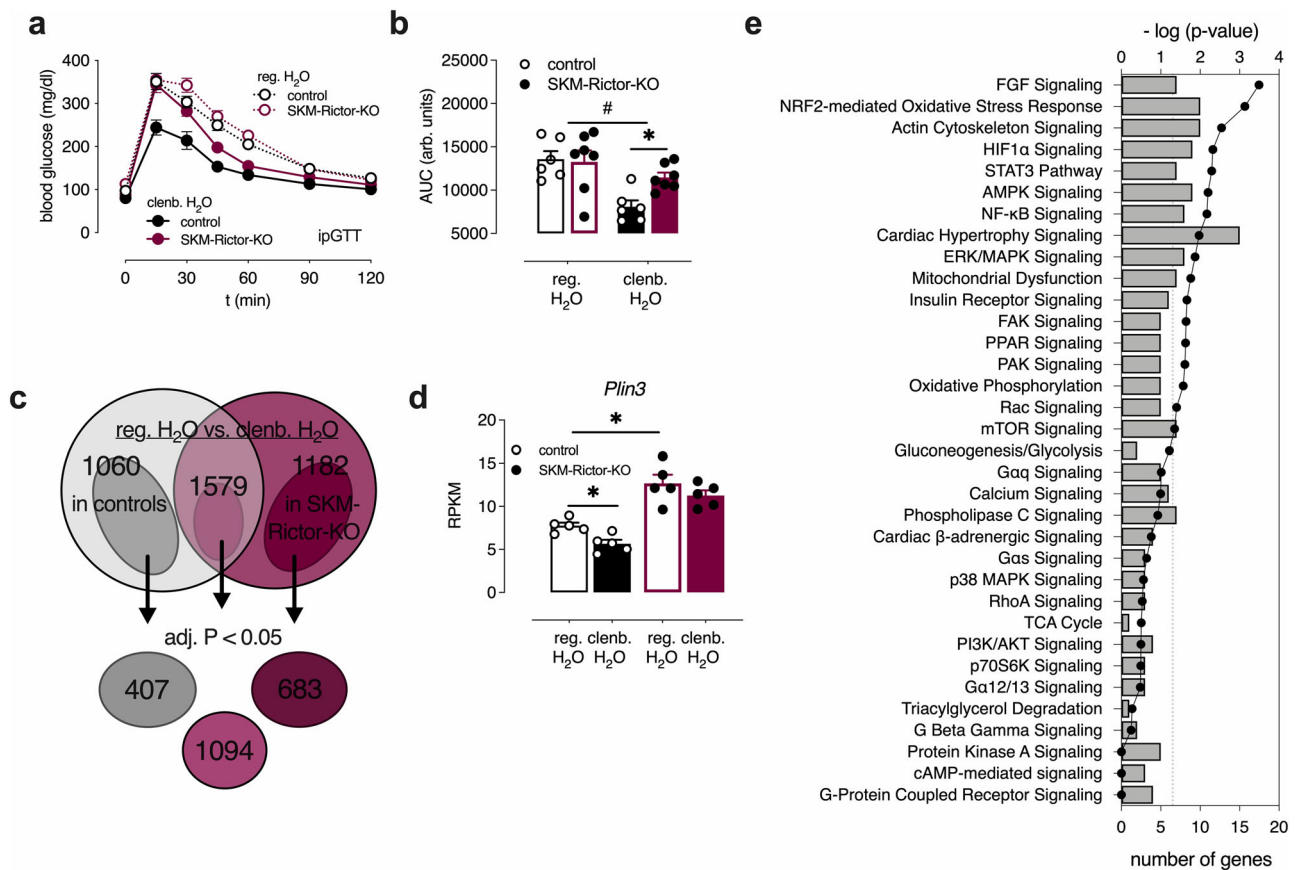 a
blood glucose (mg/dl)
400
300
200
100
0
reg. H2O
control
SKM-Rictor-KO
clenb. H2O
control
SKM-Rictor-KO
ipGTT
0
30
60
90
120
t (min)
b
AUC (arb. units)
25000
20000
15000
10000
5000
control
SKM-Rictor-KO
#
*
reg.
H2O
clenb.
H2O
c
reg. H2O vs. clenb. H2O
1060
in controls
1579
1182
in SKM-
Rictor-KO
adj. P < 0.05
407
683
1094
d
Plin3
RPKM
20
15
10
5
0
control
SKM-Rictor-KO
*
*
reg.
H2O
clenb.
H2O
reg.
H2O
clenb.
H2O
e
- log (p-value)
0 1 2 3 4
FGF Signaling
NRF2-mediated Oxidative Stress Response
Actin Cytoskeleton Signaling
HIF1α Signaling
STAT3 Pathway
AMPK Signaling
NF-κB Signaling
Cardiac Hypertrophy Signaling
ERK/MAPK Signaling
Mitochondrial Dysfunction
Insulin Receptor Signaling
FAK Signaling
PPAR Signaling
PAK Signaling
Oxidative Phosphorylation
Rac Signaling
mTOR Signaling
Gluconeogenesis/Glycolysis
Gαq Signaling
Calcium Signaling
Phospholipase C Signaling
Cardiac β-adrenergic Signaling
Gαs Signaling
p38 MAPK Signaling
RhoA Signaling
TCA Cycle
PI3K/AKT Signaling
p70S6K Signaling
Gα12/13 Signaling
Triacylglycerol Degradation
G Beta Gamma Signaling
Protein Kinase A Signaling
cAMP-mediated signaling
G-Protein Coupled Receptor Signaling
0 5 10 15 20
number of genes